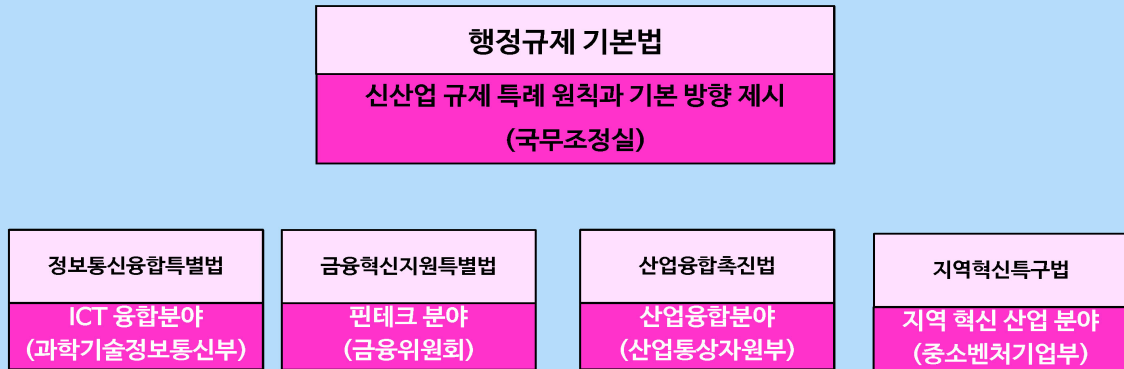 행정규제 기본법
신산업 규제 특례 원칙과 기본 방향 제시
(국무조정실)
정보통신융합특별법
ICT 융합분야
(과학기술정보통신부)
금융혁신지원특별법
핀테크 분야
(금융위원회)
산업융합촉진법
산업융합분야
(산업통상자원부)
지역혁신특구법
지역 혁신 산업 분야
(중소벤처기업부)